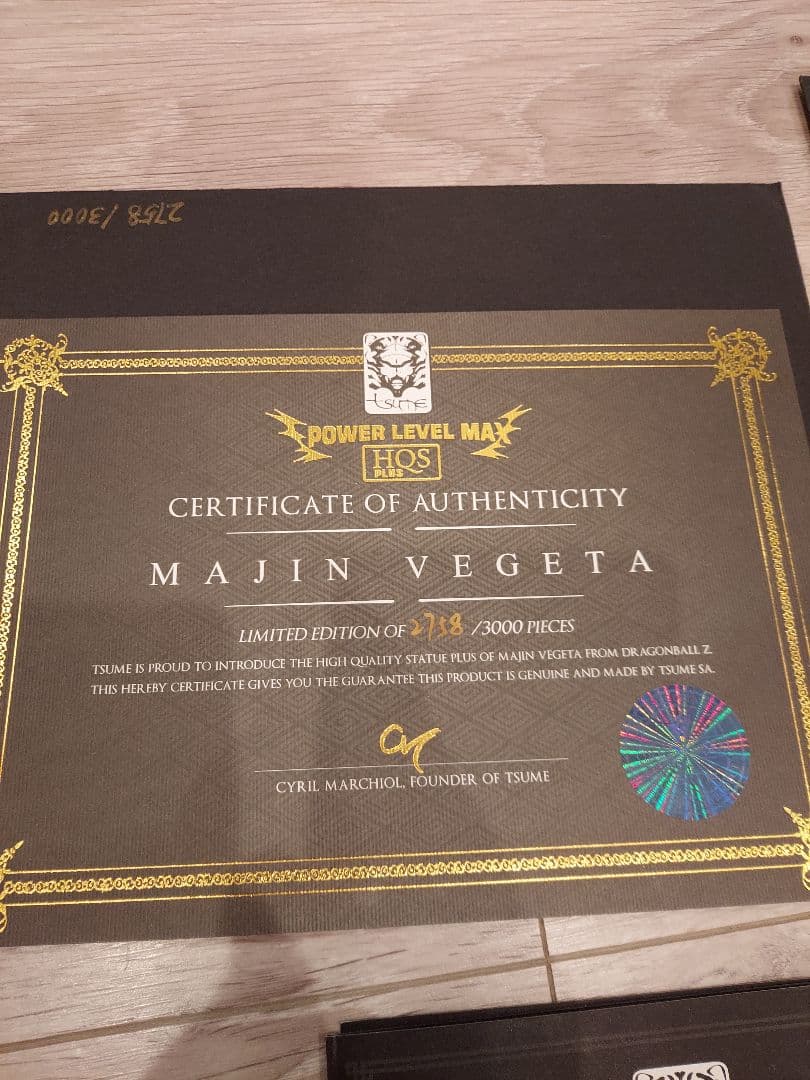 2758/3000
tsume
POWER LEVEL MAX
HQS
PLUS
CERTIFICATE OF AUTHENTICITY
MAJIN VEGETA
LIMITED EDITION OF 2758 /3000 PIECES
TSUME IS PROUD TO INTRODUCE THE HIGH QUALITY STATUE PLUS OF MAJIN VEGETA FROM DRAGONBALL Z.
THIS HEREBY CERTIFICATE GIVES YOU THE GUARANTEE THIS PRODUCT IS GENUINE AND MADE BY TSUME SA.
CYRIL MARCHIOL, FOUNDER OF TSUME